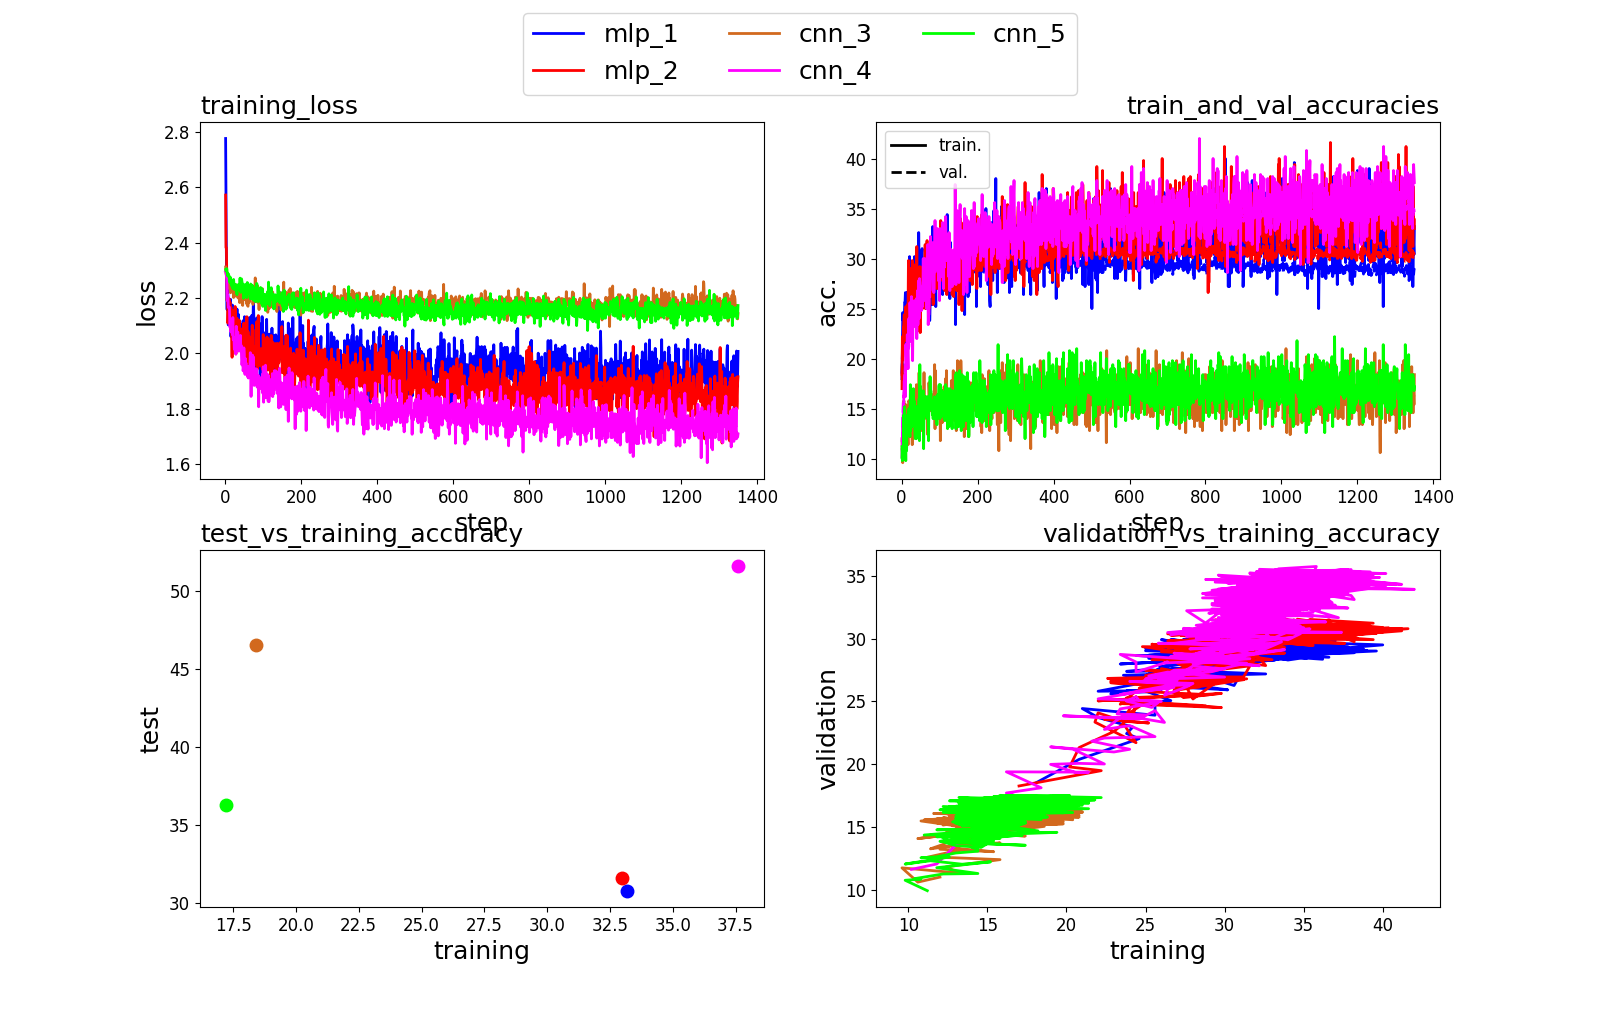 mlp_1 cnn_3 cnn_5
mlp_2 cnn_4
training_loss
2.8
2.6
2.4
2.2
2.0
1.8
1.6
loss
0 200 400 600 800 1000 1200 1400
step
train_and_val_accuracies
train.
val.
40
35
30
25
20
15
10
acc.
0 200 400 600 800 1000 1200 1400
step
test_vs_training_accuracy
50
45
40
35
30
test
17.5 20.0 22.5 25.0 27.5 30.0 32.5 35.0 37.5
training
validation_vs_training_accuracy
35
30
25
20
15
10
validation
10 15 20 25 30 35 40
training